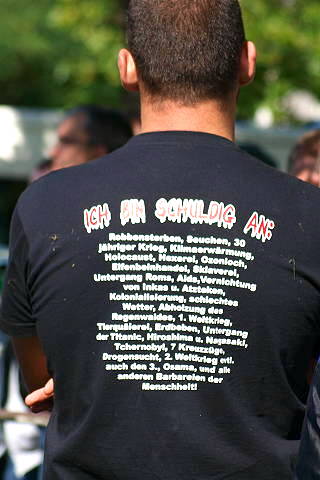 ICH BIN SCHULDIG AN:
Robbensterben, Seuchen, 30
jähriger Krieg, Klimaerwärmung,
Holocaust, Hexerei, Ozonloch,
Elfenbeinhandel, Sklaverei,
Untergang Roms, Aids,Vernichtung
von Inkas u. Atzteken,
Kolonialisierung, schlechtes
Wetter, Abholzung des
Regenwaldes, 1. Weltkrieg,
Tierquälerei, Erdbeben, Untergang
der Titanic, Hiroshima u. Nagasaki,
Tchernobyl, 7 Kreuzzüge,
Drogensucht, 2. Weltkrieg evtl.
auch den 3., Osama, und alle
anderen Barbareien der
Menschheit!